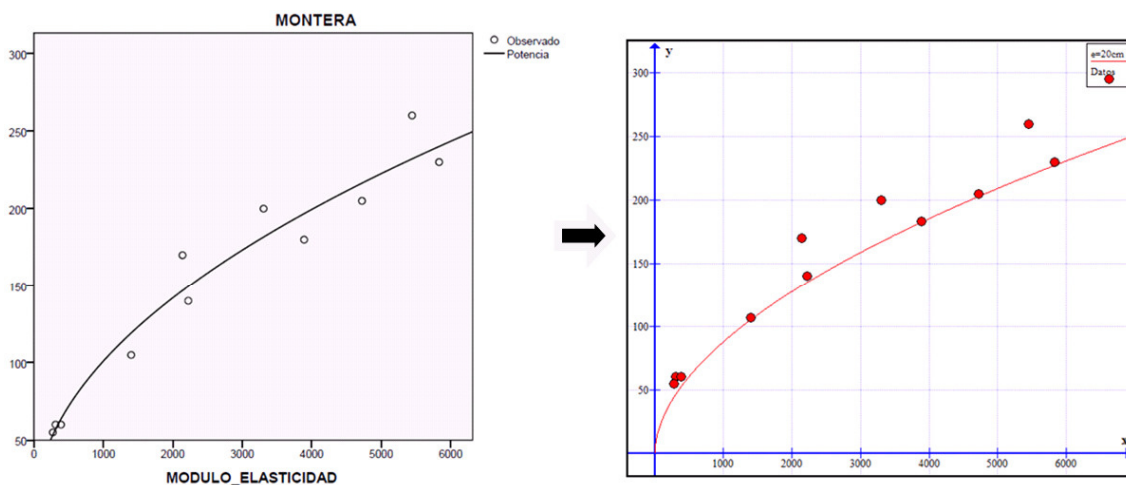 MONTERA
Observado
Potencia
300
250
200
150
100
50
0 1000 2000 3000 4000 5000 6000
MODULO_ELASTICIDAD
y
e=20cm
Datos
300
250
200
150
100
50
x
1000 2000 3000 4000 5000 6000